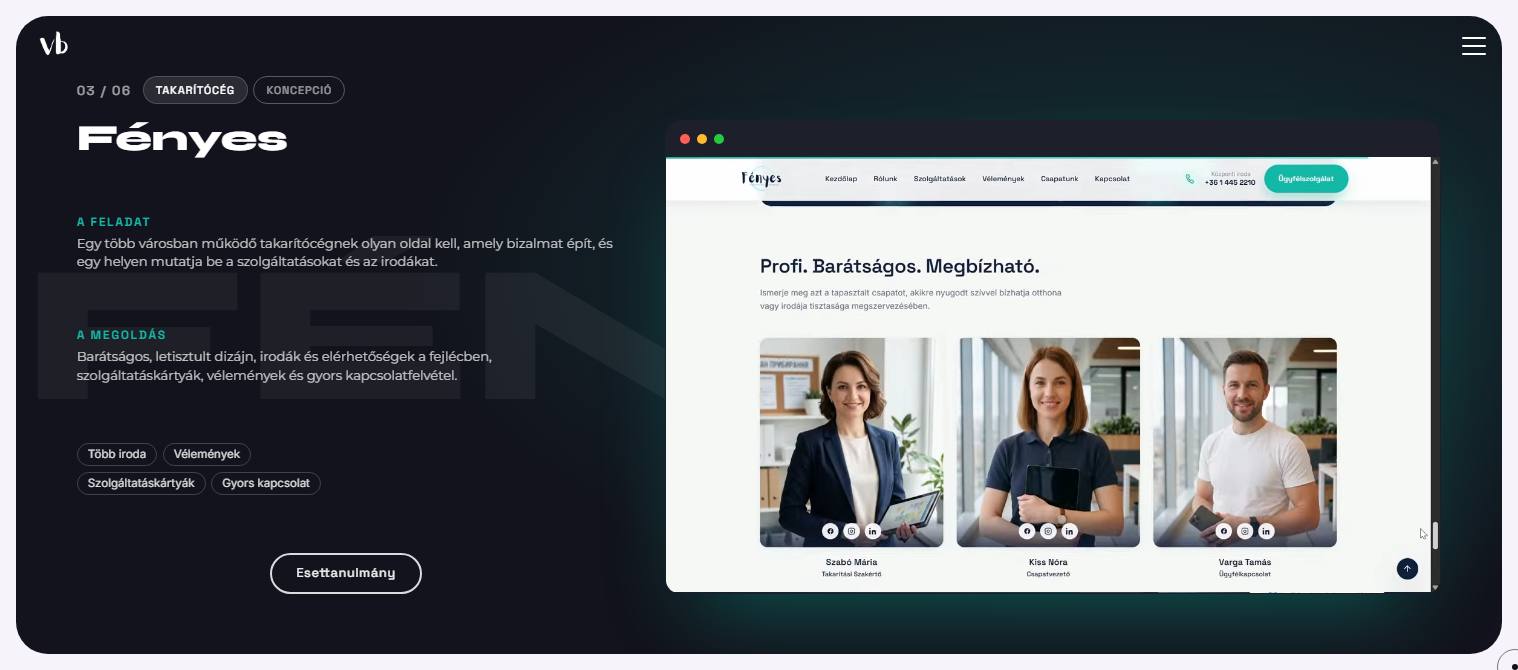 vb
03 / 06
TAKARÍTÓCÉG
KONCEPCIÓ
Fényes
A FELADAT
Egy több városban működő takarítócégnek olyan oldal kell, amely bizalmat épít, és
egy helyen mutatja be a szolgáltatásokat és az irodákat.
A MEGOLDÁS
Barátságos, letisztult dizájn, irodák és elérhetőségek a fejlécben,
szolgáltatáskártyák, vélemények és gyors kapcsolatfelvétel.
Több iroda
Vélemények
Szolgáltatáskártyák
Gyors kapcsolat
Esettanulmány
Fényes
Kezdőlap
Rólunk
Szolgáltatások
Vélemények
Csapatunk
Kapcsolat
Központi iroda
+36 1 445 2210
Ügyfélszolgálat
Profi. Barátságos. Megbízható.
Ismerje meg azt a tapasztalt csapatot, akikre nyugodt szívvel bízhatja otthona
vagy irodája tisztasága megszervezésében.
Szabó Mária
Takarítási Szakértő
Kiss Nóra
Csapatvezető
Varga Tamás
Ügyfélkapcsolat